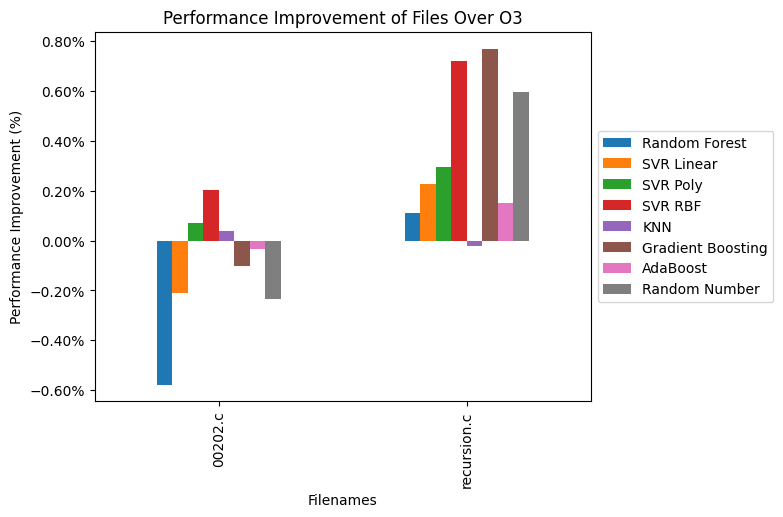 Performance Improvement of Files Over O3
Performance Improvement (%)
0.80%
0.60%
0.40%
0.20%
0.00%
−0.20%
−0.40%
−0.60%
00202.c
recursion.c
Filenames
Random Forest
SVR Linear
SVR Poly
SVR RBF
KNN
Gradient Boosting
AdaBoost
Random Number